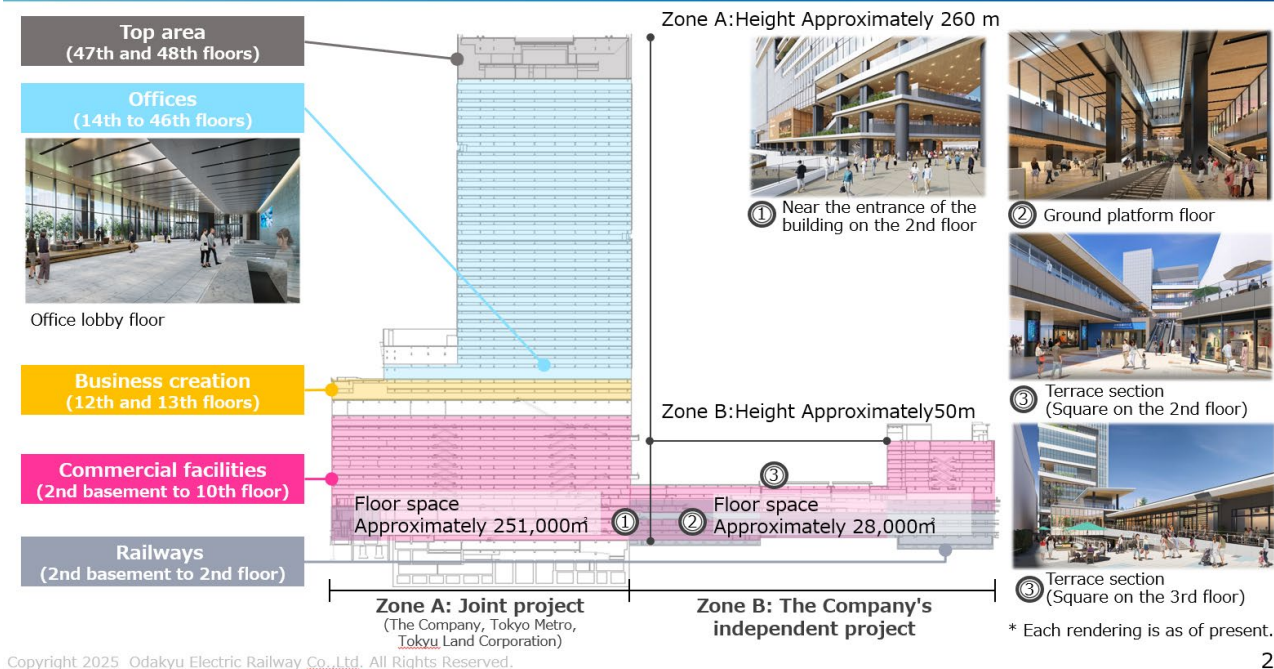 Top area
(47th and 48th floors)
Offices
(14th to 46th floors)
Office lobby floor
Business creation
(12th and 13th floors)
Commercial facilities
(2nd basement to 10th floor)
Railways
(2nd basement to 2nd floor)
Zone A:Height Approximately 260 m
① Near the entrance of the
building on the 2nd floor
② Ground platform floor
③ Terrace section
(Square on the 2nd floor)
Zone B:Height Approximately50m
③
Floor space
Approximately 251,000㎡
①
②
Floor space
Approximately 28,000㎡
③ Terrace section
(Square on the 3rd floor)
Zone A: Joint project
(The Company, Tokyo Metro,
Tokyu Land Corporation)
Zone B: The Company's
independent project
* Each rendering is as of present.
Copyright 2025 Odakyu Electric Railway Co.,Ltd. All Rights Reserved.
2